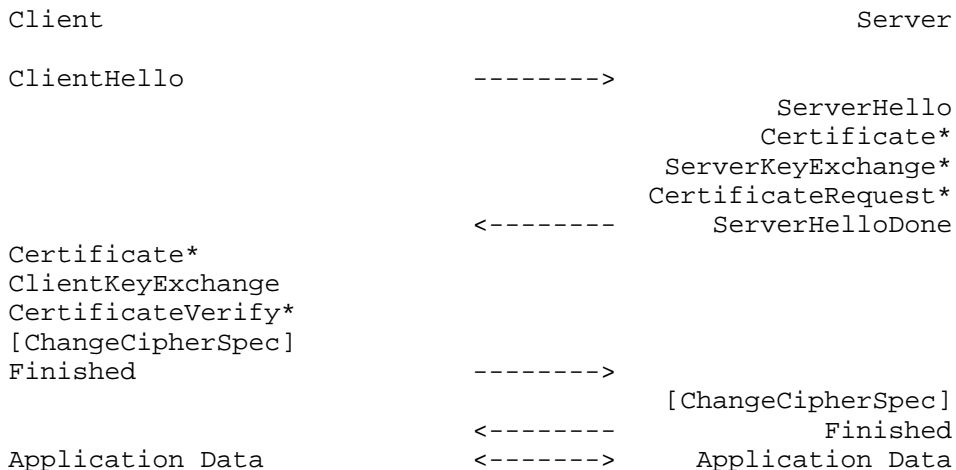 Client                                               Server

ClientHello                  -------->
                                                ServerHello
                                               Certificate*
                                         ServerKeyExchange*
                                        CertificateRequest*
                             <--------      ServerHelloDone
Certificate*
ClientKeyExchange
CertificateVerify*
[ChangeCipherSpec]
Finished                     -------->
                                         [ChangeCipherSpec]
                             <--------             Finished
Application Data             <------->     Application Data